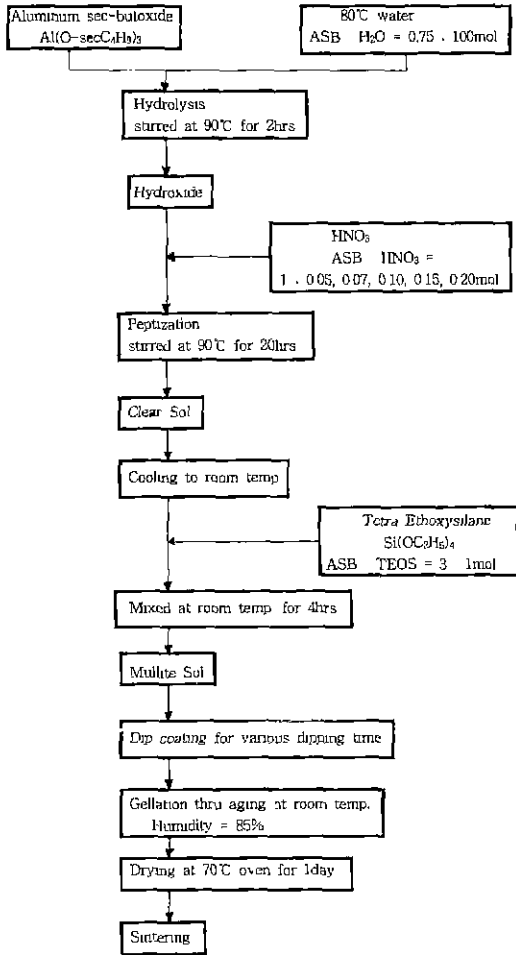 Aluminum sec-butoxide
Al(O-secC4H9)3
80℃ water
ASB H2O = 0.75 . 100mol
Hydrolysis
stirred at 90℃ for 2hrs
Hydroxide
HNO3
ASB HNO3 =
1 . 0.05, 0.07, 0.10, 0.15, 0.20mol
Peptization
stirred at 90℃ for 20hrs
Clear Sol
Cooling to room temp
Tetra Ethoxysilane
Si(OC2H5)4
ASB TEOS = 3 1mol
Mixed at room temp for 4hrs
Mullite Sol
Dip coating for various dipping time
Gellation thru aging at room temp.
Humidity = 85%
Drying at 70℃ oven for 1day
Sintering